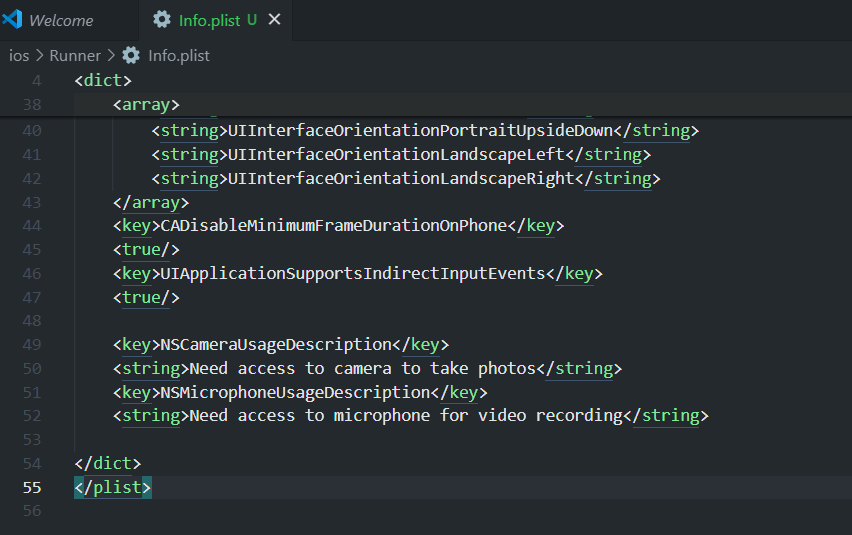 Welcome
Info.plist U
ios > Runner > Info.plist
4 <dict>
38 <array>
40 <string>UIInterfaceOrientationPortraitUpsideDown</string>
41 <string>UIInterfaceOrientationLandscapeLeft</string>
42 <string>UIInterfaceOrientationLandscapeRight</string>
43 </array>
44 <key>CADisableMinimumFrameDurationOnPhone</key>
45 <true/>
46 <key>UIApplicationSupportsIndirectInputEvents</key>
47 <true/>
48
49 <key>NSCameraUsageDescription</key>
50 <string>Need access to camera to take photos</string>
51 <key>NSMicrophoneUsageDescription</key>
52 <string>Need access to microphone for video recording</string>
53
54 </dict>
55 </plist>
56